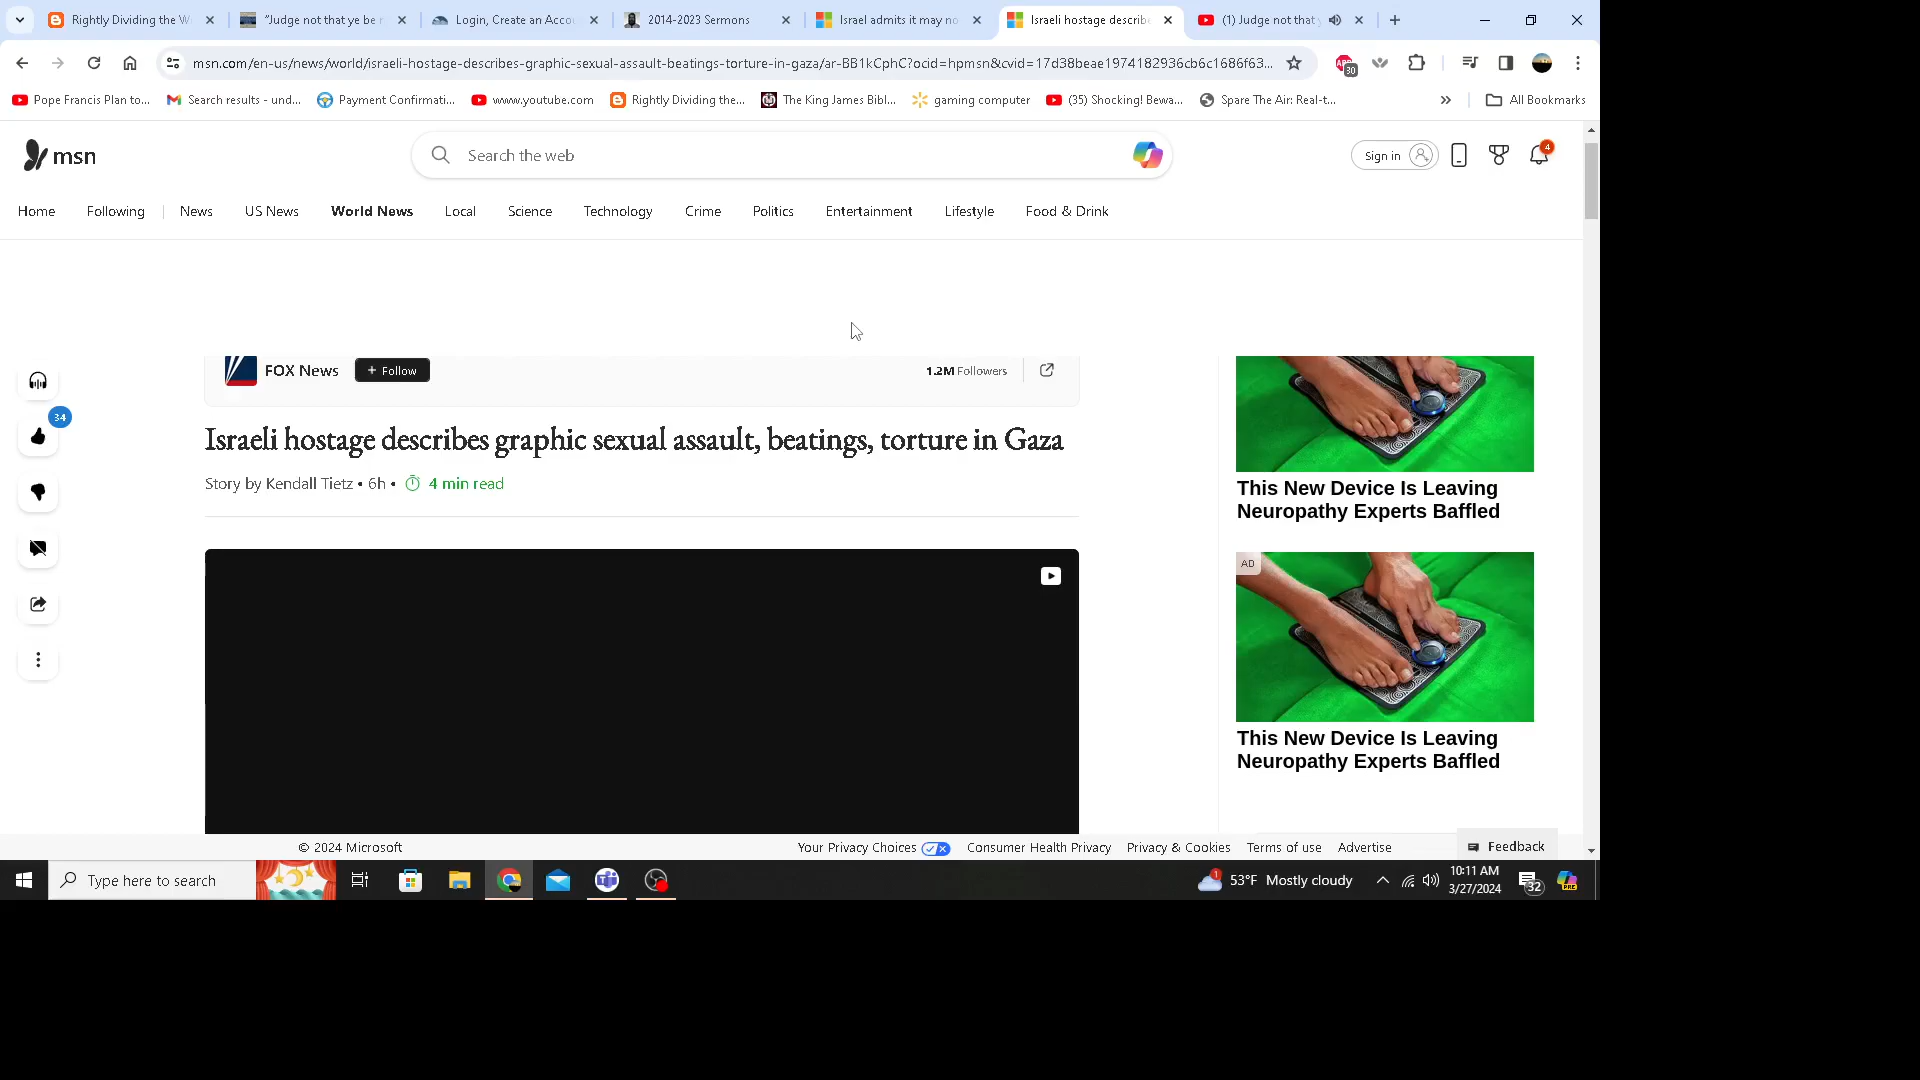 Rightly Dividing the W
"Judge not that ye be r
Login, Create an Acco
2014-2023 Sermons
Israel admits it may no
Israeli hostage describe
(1) Judge not that y
msn.com/en-us/news/world/israeli-hostage-describes-graphic-sexual-assault-beatings-torture-in-gaza/ar-BB1kCphC?ocid=hpmsn&cvid=17d38beae1974182936cb6c1686f63...
30
Pope Francis Plan to...
Search results - und...
Payment Confirmati...
www.youtube.com
Rightly Dividing the...
The King James Bibl...
gaming computer
(35) Shocking! Bewa...
Spare The Air: Real-t...
All Bookmarks
msn
Search the web
Sign in
4
Home
Following
News
US News
World News
Local
Science
Technology
Crime
Politics
Entertainment
Lifestyle
Food & Drink
FOX News
+ Follow
1.2M Followers
34
Israeli hostage describes graphic sexual assault, beatings, torture in Gaza
Story by Kendall Tietz • 6h •
4 min read
This New Device Is Leaving
Neuropathy Experts Baffled
AD
This New Device Is Leaving
Neuropathy Experts Baffled
© 2024 Microsoft
Your Privacy Choices
Consumer Health Privacy
Privacy & Cookies
Terms of use
Advertise
Feedback
Type here to search
1
53°F Mostly cloudy
10:11 AM
3/27/2024
32
PRE